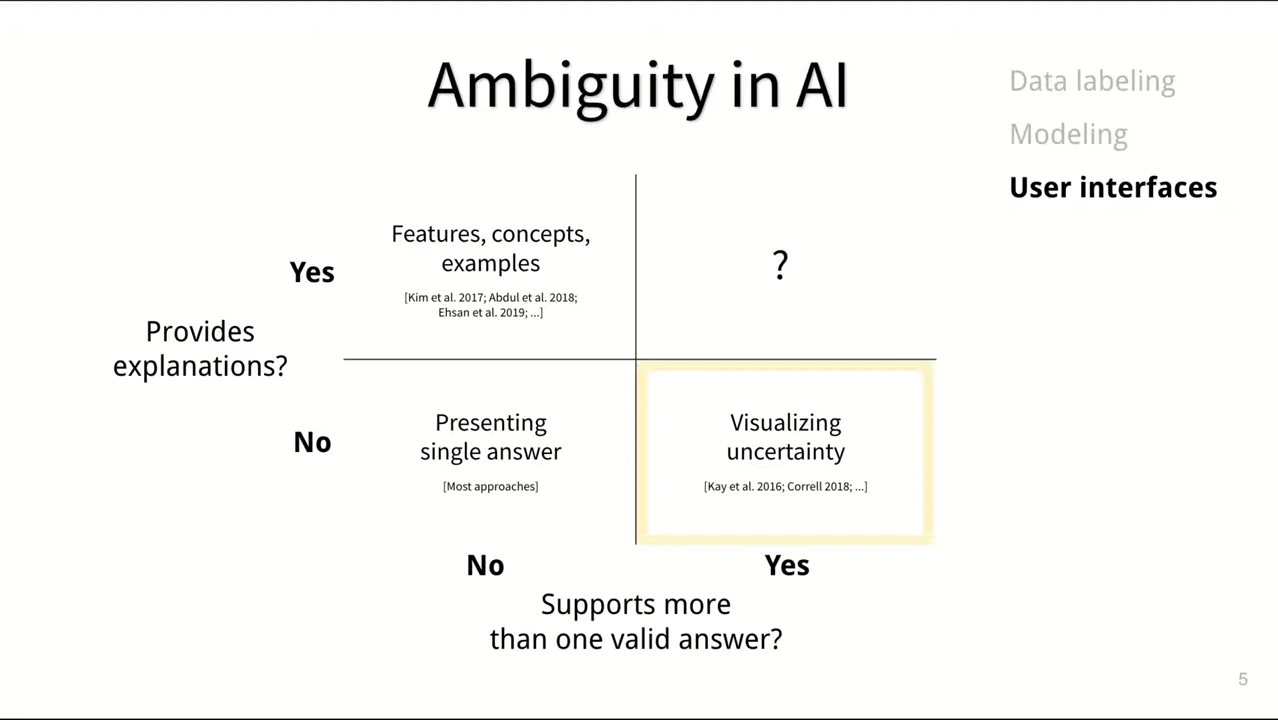 Ambiguity in AI
Data labeling
Modeling
User interfaces
Features, concepts,
examples
[Kim et al. 2017; Abdul et al. 2018;
Ehsan et al. 2019; ...]
?
Yes
Provides
explanations?
No
Presenting
single answer
[Most approaches]
Visualizing
uncertainty
[Kay et al. 2016; Correll 2018; ...]
No
Yes
Supports more
than one valid answer?
5